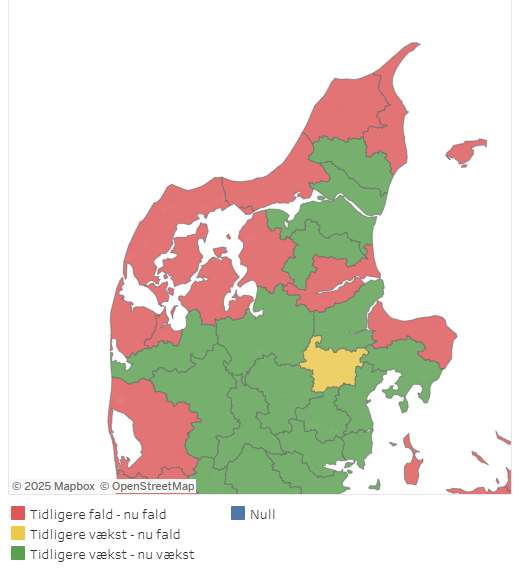 © 2025 Mapbox © OpenStreetMap
Tidligere fald - nu fald
Null
Tidligere vækst - nu fald
Tidligere vækst - nu vækst